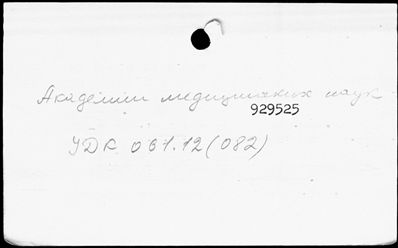 Академии медицинских наук
929525
УДК 061.12(082)